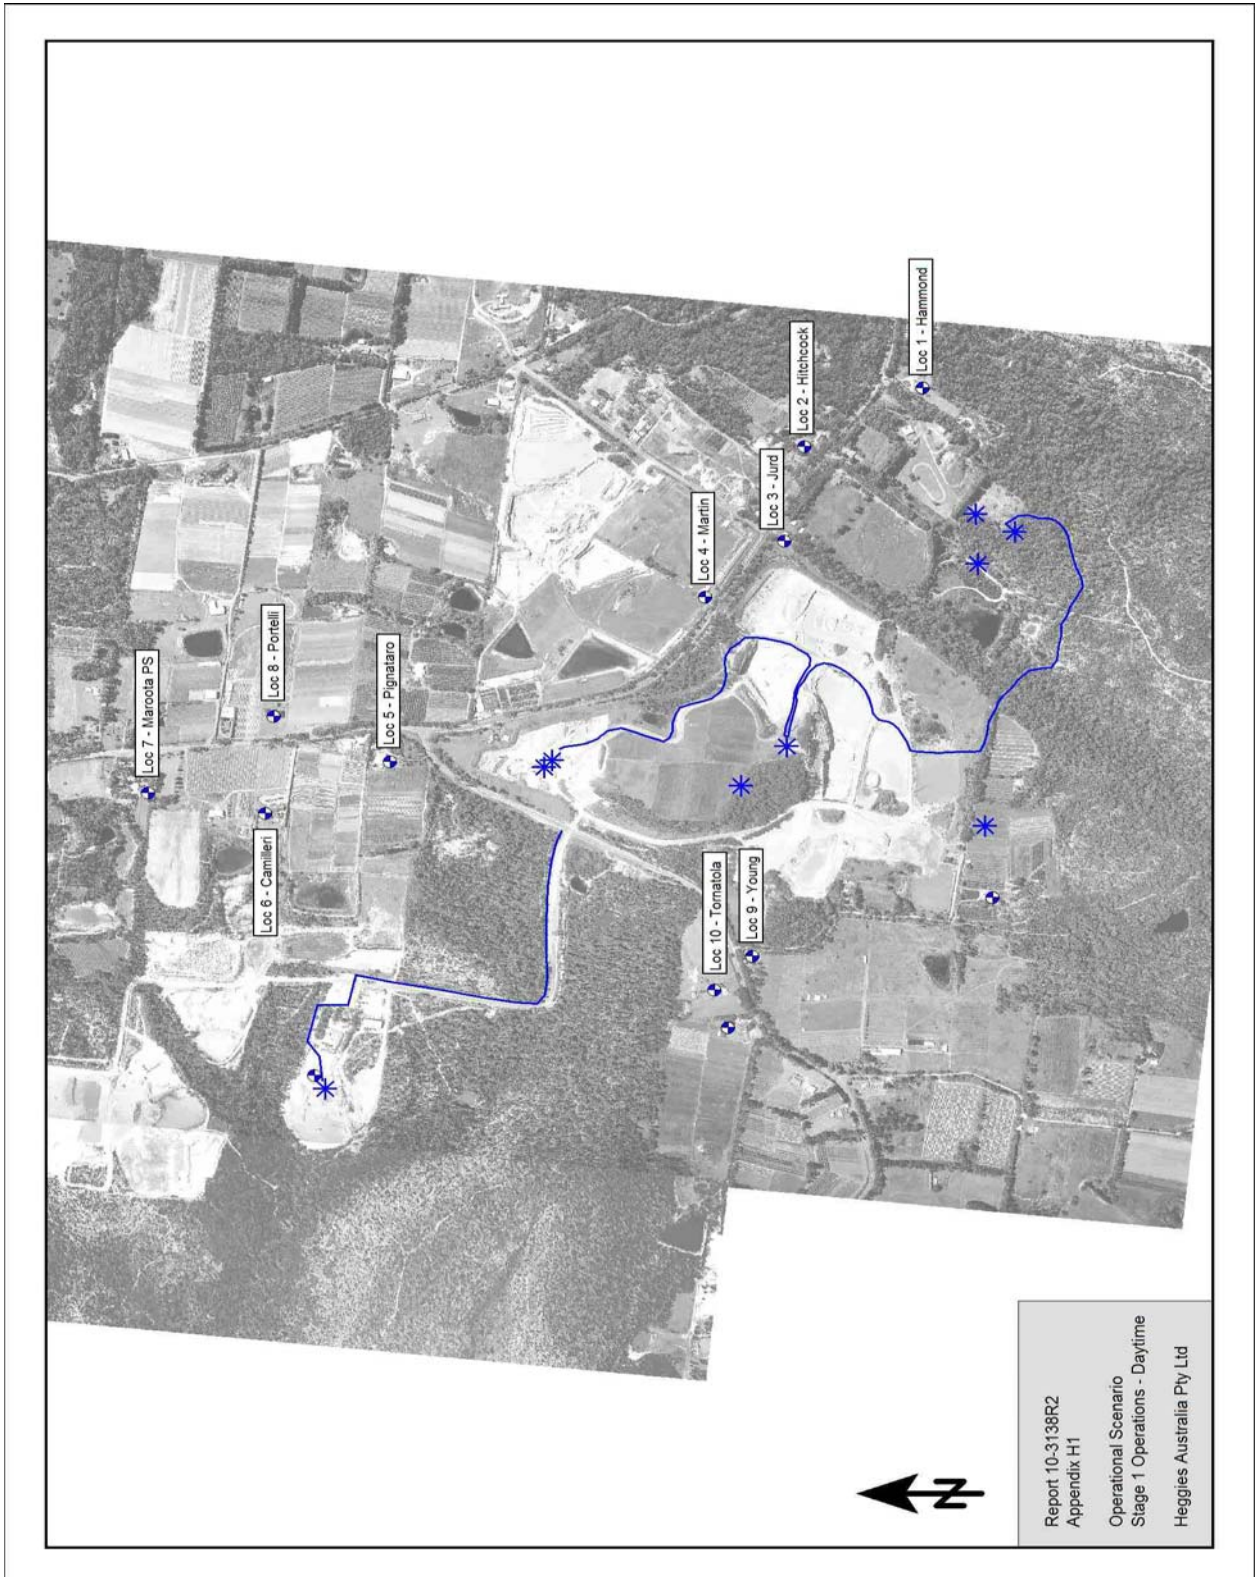 Loc 1 - Hammond
Loc 2 - Hitchcock
Loc 3 - Jurd
Loc 4 - Martin
Loc 5 - Pignataro
Loc 8 - Portelli
Loc 7 - Maroota PS
Loc 6 - Camilleri
Loc 10 - Tornatola
Loc 9 - Young
N
Report 10-3138R2
Appendix H1
Operational Scenario
Stage 1 Operations - Daytime
Heggies Australia Pty Ltd